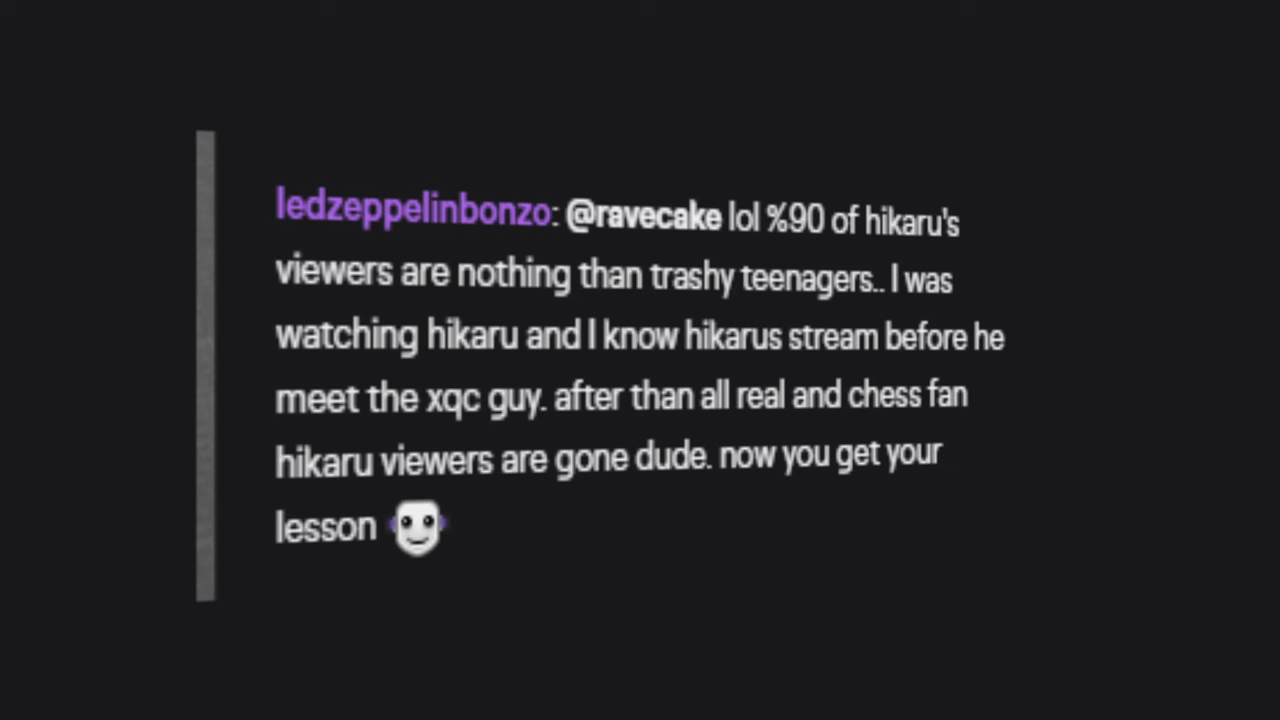 ledzeppelinbonzo: @ravecake lol %90 of hikaru's
viewers are nothing than trashy teenagers.. I was
watching hikaru and I know hikarus stream before he
meet the xqc guy. after than all real and chess fan
hikaru viewers are gone dude. now you get your
lesson